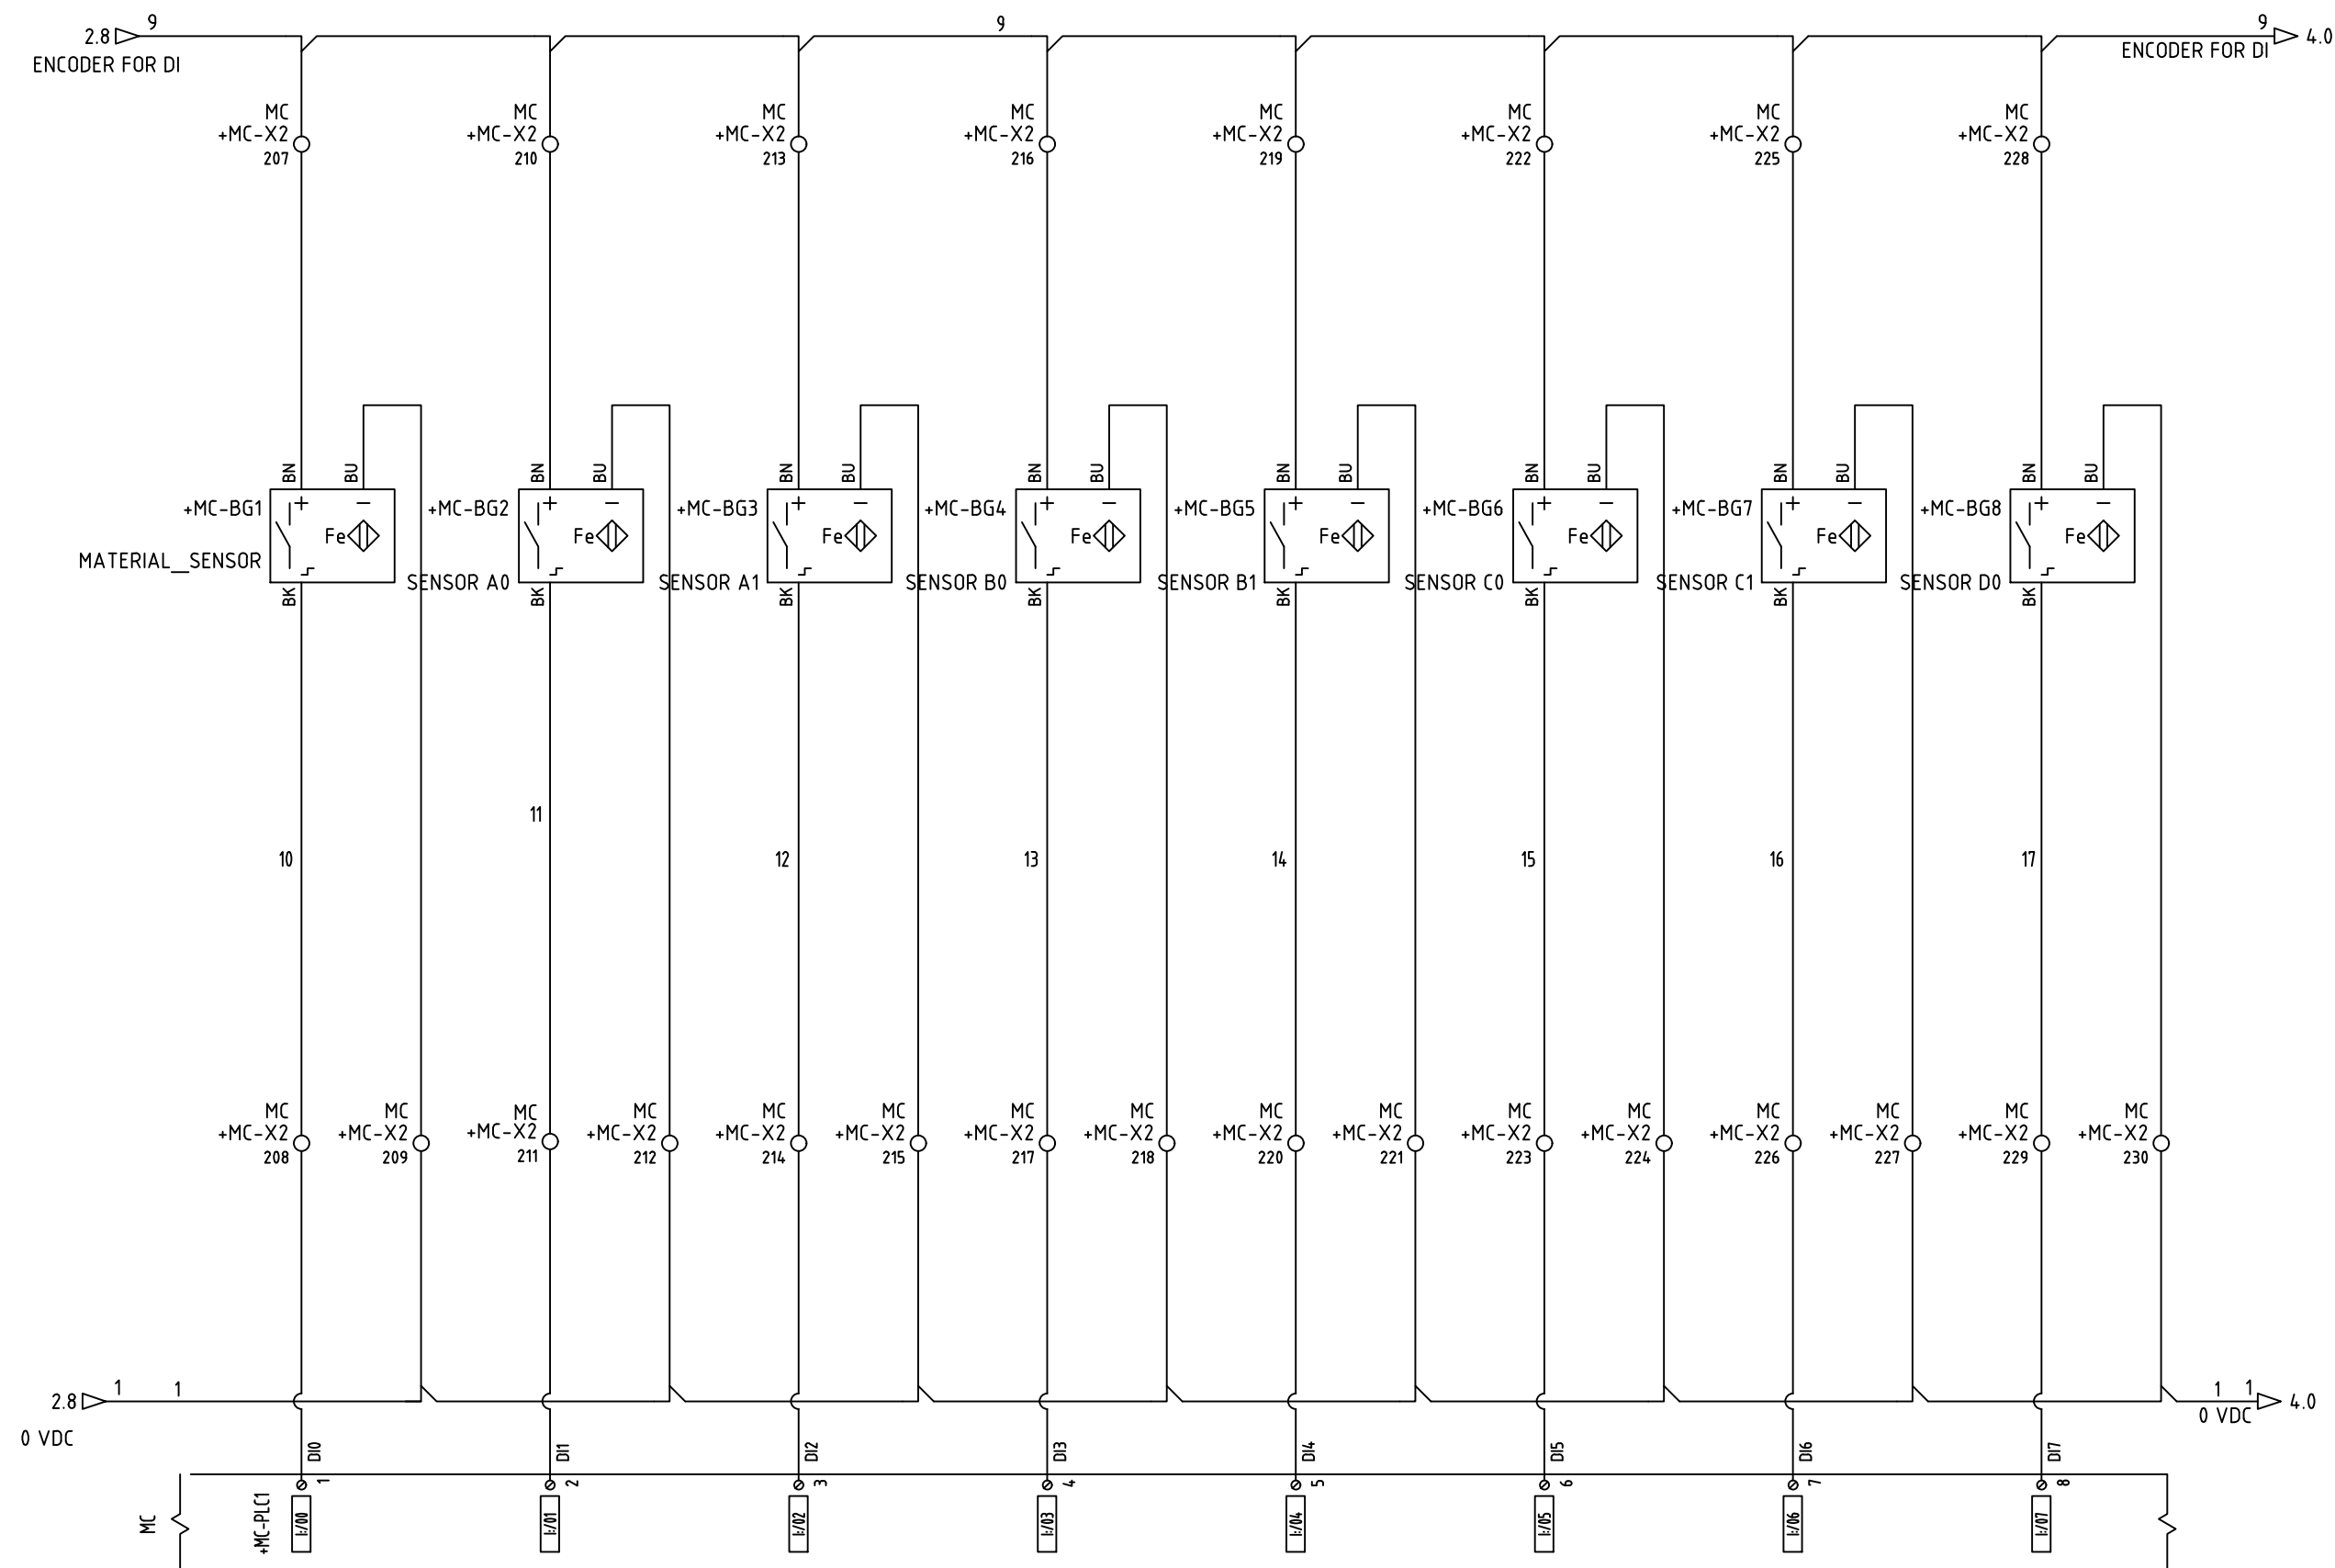 9 9 9
2.8 4.0
ENCODER FOR DI ENCODER FOR DI
MC MC MC MC MC MC MC MC
+MC-X2 +MC-X2 +MC-X2 +MC-X2 +MC-X2 +MC-X2 +MC-X2 +MC-X2
207 210 213 216 219 222 225 228
BN BU BN BU BN BU BN BU BN BU BN BU BN BU BN BU
+MC-BG1 +MC-BG2 +MC-BG3 +MC-BG4 +MC-BG5 +MC-BG6 +MC-BG7 +MC-BG8
Fe Fe Fe Fe Fe Fe Fe Fe
MATERIAL_SENSOR
SENSOR A0 SENSOR A1 SENSOR B0 SENSOR B1 SENSOR C0 SENSOR C1 SENSOR D0
BK BK BK BK BK BK BK BK
11
10 12 13 14 15 16 17
MC MC MC MC MC MC MC MC MC MC MC MC MC MC MC MC
+MC-X2 +MC-X2 +MC-X2 +MC-X2 +MC-X2 +MC-X2 +MC-X2 +MC-X2 +MC-X2 +MC-X2 +MC-X2 +MC-X2 +MC-X2 +MC-X2 +MC-X2 +MC-X2
208 209 211 212 214 215 217 218 220 221 223 224 226 227 229 230
1 1 1 1
2.8 4.0
0 VDC 0 VDC
DI0 DI1 DI2 DI3 DI4 DI5 DI6 DI7
1 2 3 4 5 6 7 8
MC +MC-PLC1 I:/00 I:/01 I:/02 I:/03 I:/04 I:/05 I:/06 I:/07